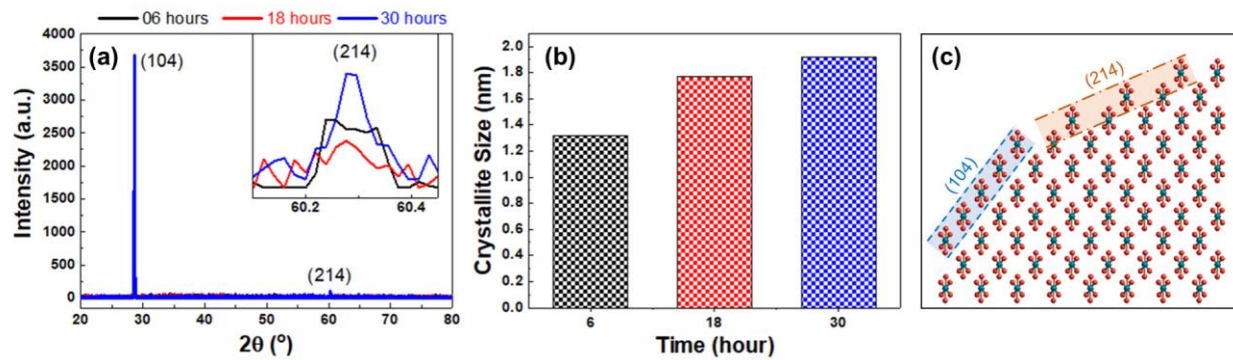 06 hours 18 hours 30 hours
(a)
Intensity (a.u.)
4000
3500
3000
2500
2000
1500
1000
500
0
(104)
(214)
(214)
60.2 60.4
20 30 40 50 60 70 80
2θ (°)
(b)
Crystallite Size (nm)
2.0
1.8
1.6
1.4
1.2
1.0
0.8
0.6
0.4
0.2
0.0
6 18 30
Time (hour)
(c)
(214)
(104)